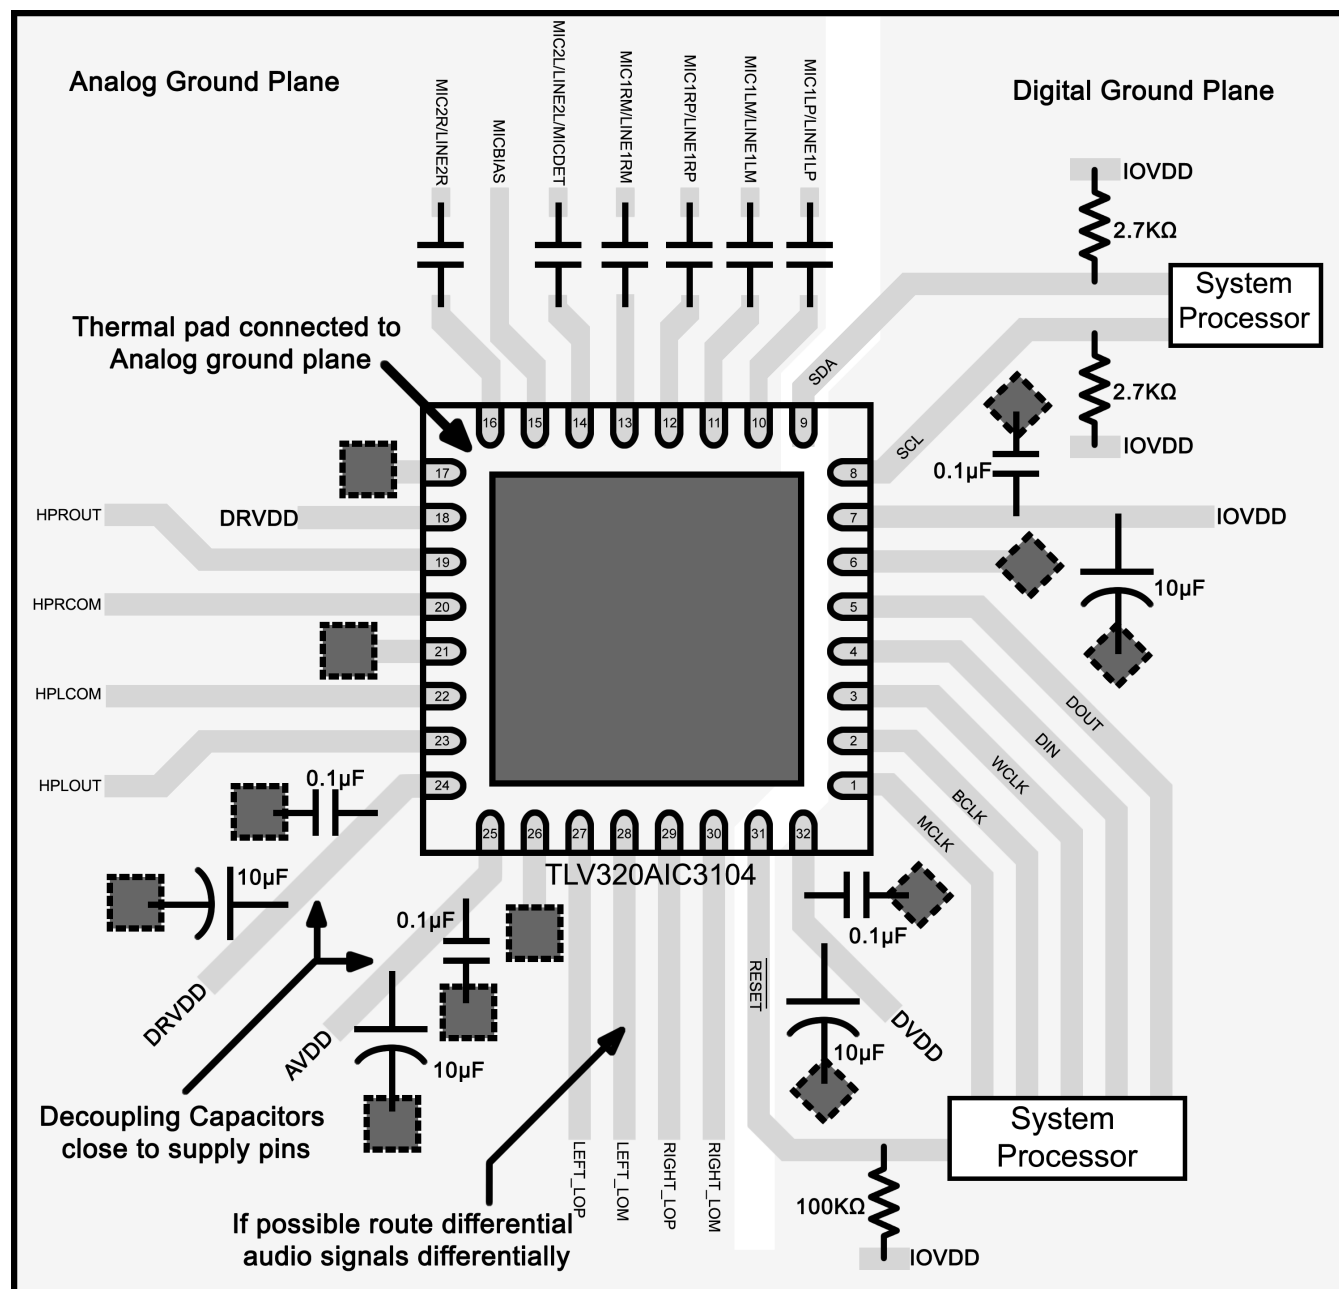 Analog Ground Plane
Digital Ground Plane
MIC2R/LINE2R
MICBIAS
MIC2L/LINE2L/MICDET
MIC1RM/LINE1RM
MIC1RP/LINE1RP
MIC1LM/LINE1LM
MIC1LP/LINE1LP
IOVDD
2.7KΩ
System
Processor
Thermal pad connected to
Analog ground plane
SDA
SCL
2.7KΩ
IOVDD
0.1µF
16
15
14
13
12
11
10
9
17
18
19
20
21
22
23
24
8
7
6
5
4
3
2
1
25
26
27
28
29
30
31
32
HPROUT
DRVDD
HPRCOM
HPLCOM
HPLOUT
IOVDD
10µF
DOUT
DIN
WCLK
BCLK
MCLK
0.1µF
10µF
TLV320AIC3104
0.1µF
0.1µF
DRVDD
AVDD
10µF
RESET
10µF
DVDD
Decoupling Capacitors
close to supply pins
LEFT_LOP
LEFT_LOM
RIGHT_LOP
RIGHT_LOM
System
Processor
If possible route differential
audio signals differentially
100KΩ
IOVDD